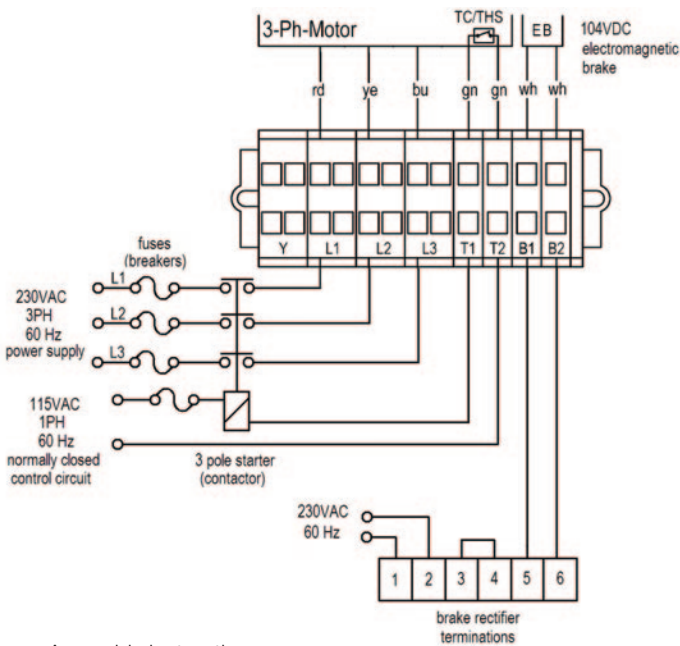 3-Ph-Motor
TC/THS
EB
104VDC
electromagnetic
brake
rd ye bu gn gn wh wh
Y L1 L2 L3 T1 T2 B1 B2
fuses
(breakers)
L1
L2
L3
230VAC
3PH
60 Hz
power supply
115VAC
1PH
60 Hz
normally closed
control circuit
3 pole starter
(contactor)
230VAC
60 Hz
1 2 3 4 5 6
brake rectifier
terminations